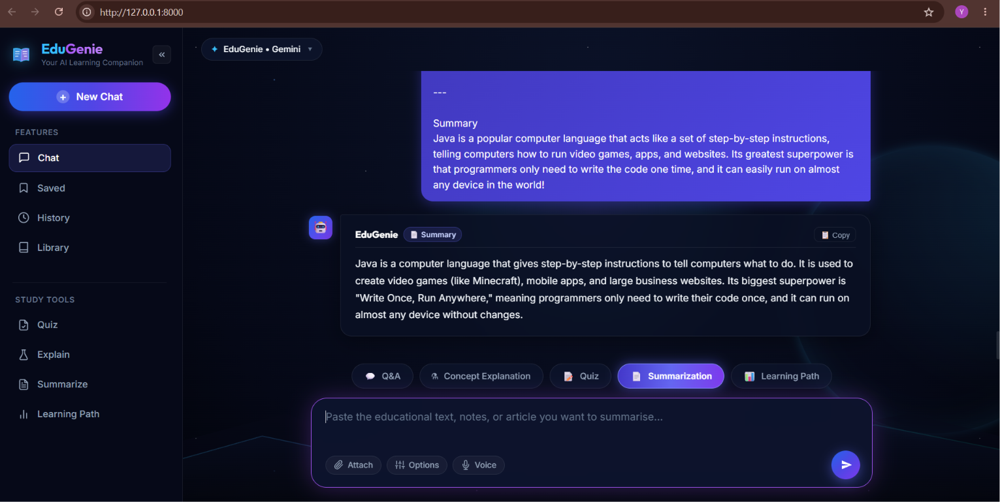 http://127.0.0.1:8000
Y
EduGenie
Your AI Learning Companion
«
+ New Chat
FEATURES
Chat
Saved
History
Library
STUDY TOOLS
Quiz
Explain
Summarize
Learning Path
EduGenie • Gemini
---
Summary
Java is a popular computer language that acts like a set of step-by-step instructions,
telling computers how to run video games, apps, and websites. Its greatest superpower is
that programmers only need to write the code one time, and it can easily run on almost
any device in the world!
EduGenie Summary Copy
Java is a computer language that gives step-by-step instructions to tell computers what to do. It is used to
create video games (like Minecraft), mobile apps, and large business websites. Its biggest superpower is
"Write Once, Run Anywhere," meaning programmers only need to write their code once, and it can run on
almost any device without changes.
Q&A Concept Explanation Quiz Summarization Learning Path
Paste the educational text, notes, or article you want to summarise...
Attach Options Voice